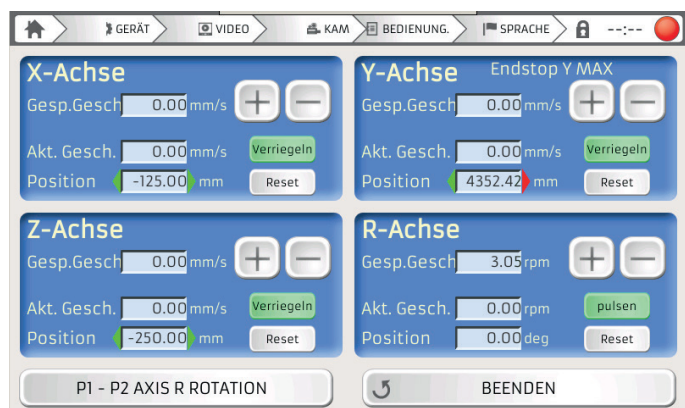 GERÄT VIDEO KAM BEDIENUNG. SPRACHE --:--
X-Achse
Gesp.Gesch 0.00 mm/s + −
Akt. Gesch. 0.00 mm/s Verriegeln
Position -125.00 mm Reset
Y-Achse Endstop Y MAX
Gesp.Gesch 0.00 mm/s + −
Akt. Gesch. 0.00 mm/s Verriegeln
Position 4352.42 mm Reset
Z-Achse
Gesp.Gesch 0.00 mm/s + −
Akt. Gesch. 0.00 mm/s Verriegeln
Position -250.00 mm Reset
R-Achse
Gesp.Gesch 3.05 rpm + −
Akt. Gesch. 0.00 rpm pulsen
Position 0.00 deg Reset
P1 - P2 AXIS R ROTATION
BEENDEN